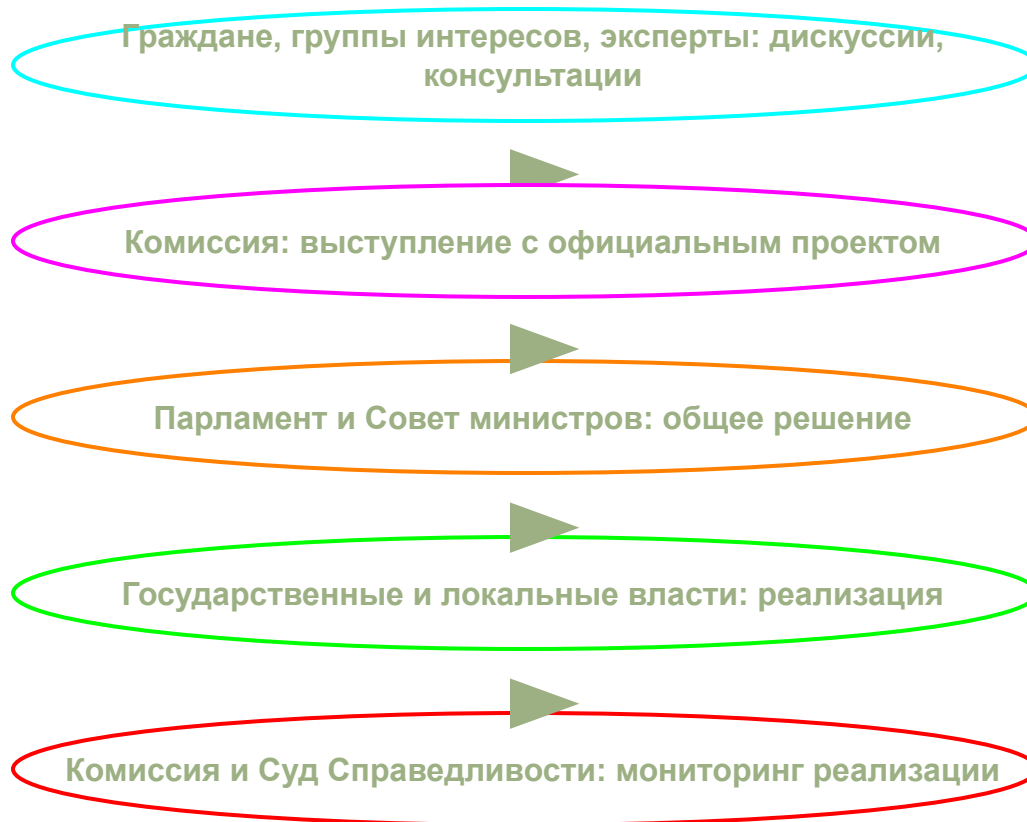 Граждане, группы интересов, эксперты: дискуссии,
консультации
Комиссия: выступление с официальным проектом
Парламент и Совет министров: общее решение
Государственные и локальные власти: реализация
Комиссия и Суд Справедливости: мониторинг реализации